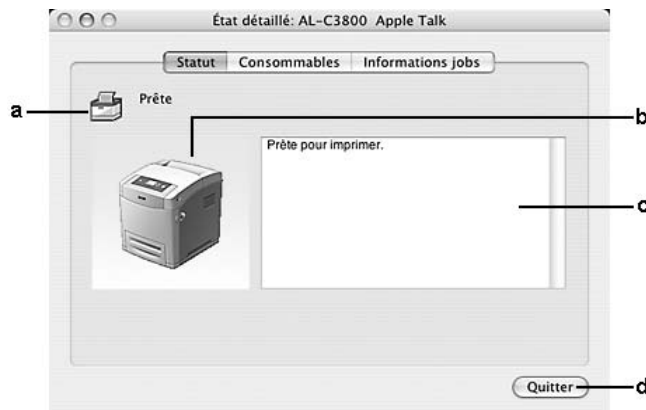 État détaillé: AL-C3800 Apple Talk
Statut Consommables Informations jobs
a
Prête
b
Prête pour imprimer.
c
Quitter
d